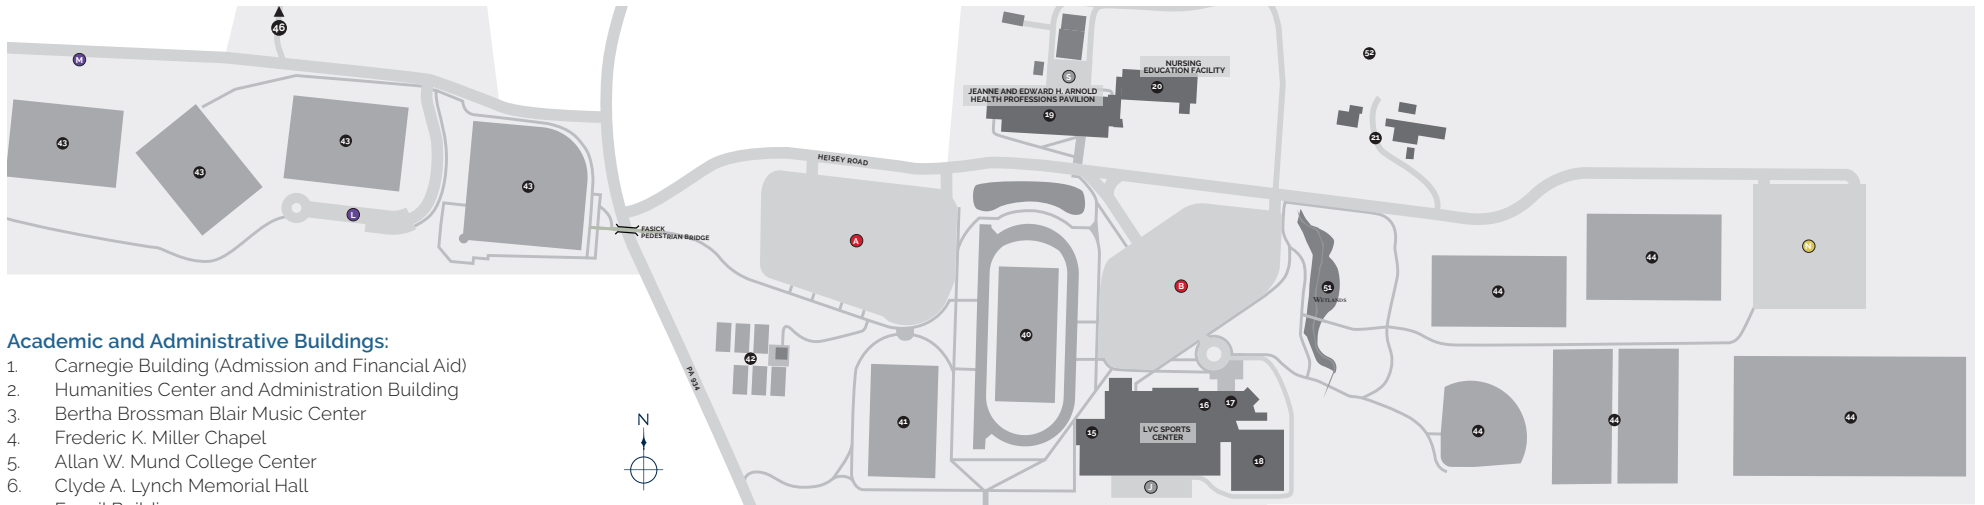 46
M
43
43
43
43
L
FASICK
PEDESTRIAN BRIDGE
HEISEY ROAD
PA 934
N
A
42
41
40
S
NURSING
EDUCATION FACILITY
20
JEANNE AND EDWARD H. ARNOLD
HEALTH PROFESSIONS PAVILION
19
52
21
B
51
WETLANDS
44
44
N
15
16
17
LVC SPORTS
CENTER
18
J
44
44
44
Academic and Administrative Buildings:
1. Carnegie Building (Admission and Financial Aid)
2. Humanities Center and Administration Building
3. Bertha Brossman Blair Music Center
4. Frederic K. Miller Chapel
5. Allan W. Mund College Center
6. Clyde A. Lynch Memorial Hall